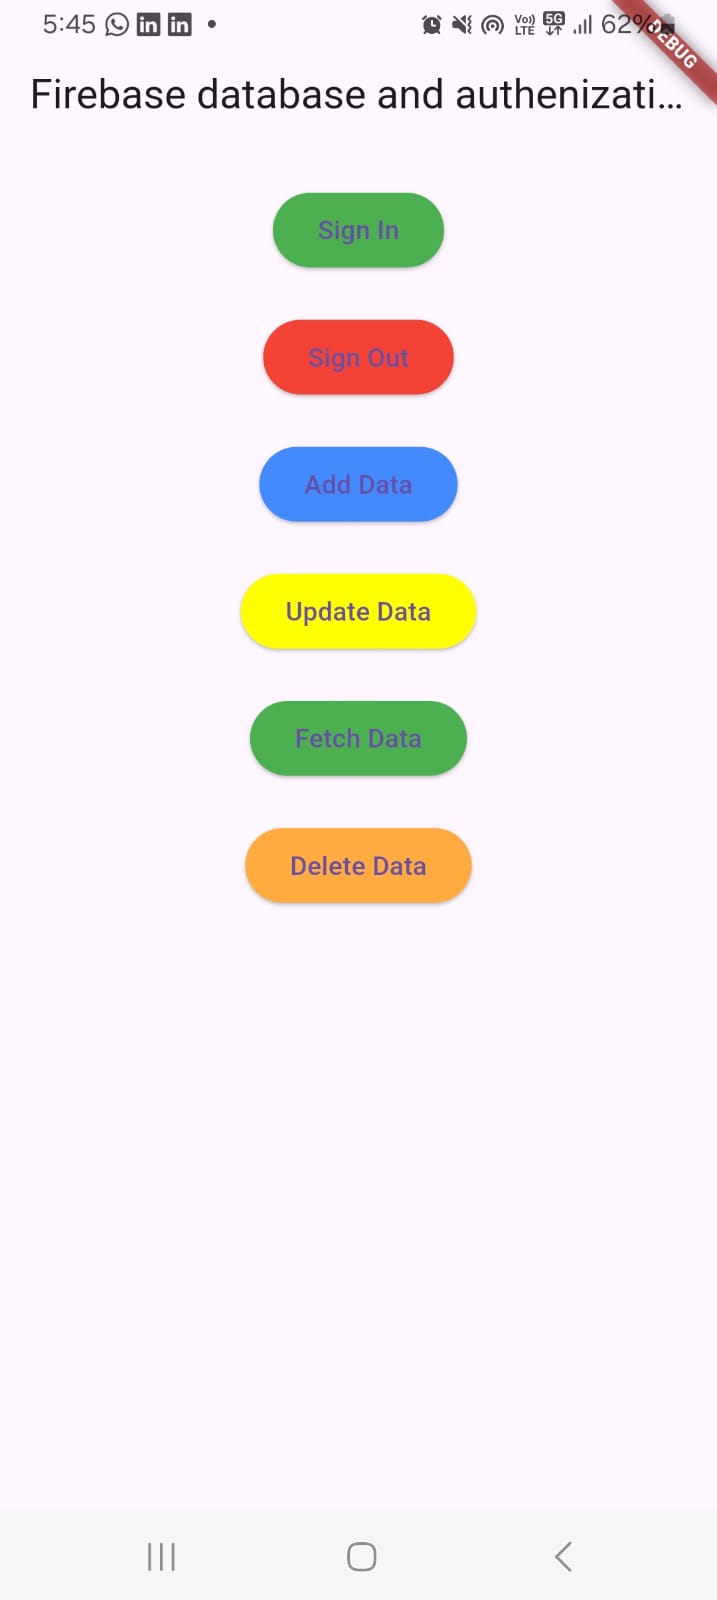 5:45 in in
Vo)) LTE 5G 62%
DEBUG
Firebase database and authenizati...
Sign In
Sign Out
Add Data
Update Data
Fetch Data
Delete Data